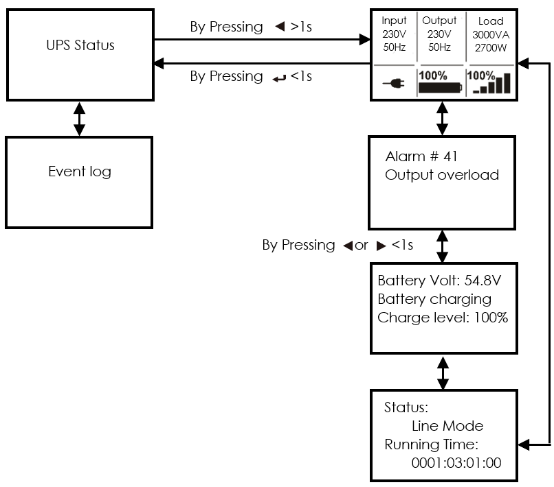 UPS Status
By Pressing ◀ >1s
By Pressing ↵ <1s
Input Output Load
230V 230V 3000VA
50Hz 50Hz 2700W
100% 100%
Event log
Alarm # 41
Output overload
By Pressing ◀ or ▶ <1s
Battery Volt: 54.8V
Battery charging
Charge level: 100%
Status:
Line Mode
Running Time:
0001:03:01:00